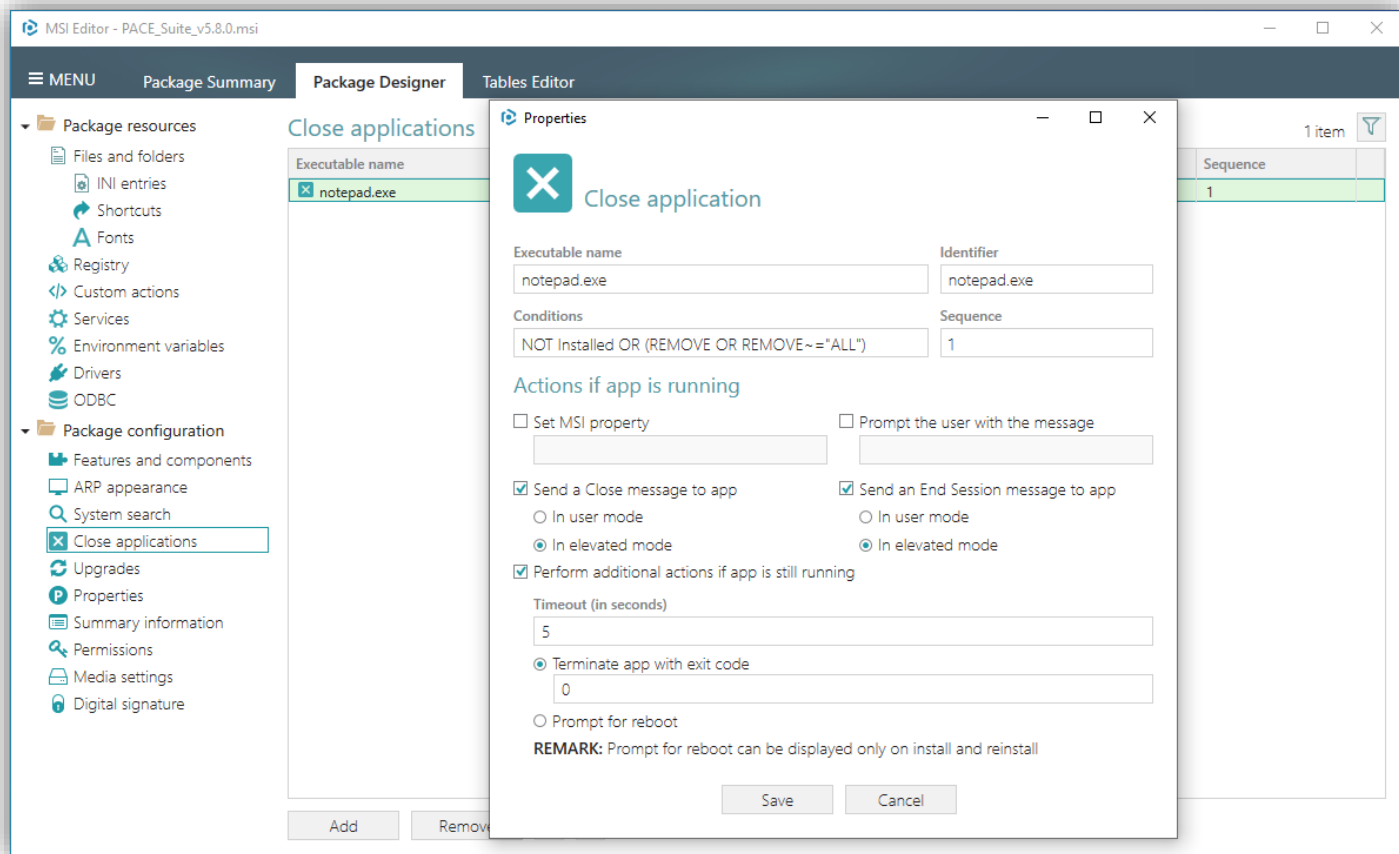 MSI Editor - PACE_Suite_v5.8.0.msi
MENU Package Summary Package Designer Tables Editor
Package resources
Files and folders
INI entries
Shortcuts
Fonts
Registry
Custom actions
Services
Environment variables
Drivers
ODBC
Package configuration
Features and components
ARP appearance
System search
Close applications
Upgrades
Properties
Summary information
Permissions
Media settings
Digital signature
Close applications
1 item
Executable name
Sequence
notepad.exe
1
Add Remove
Properties
Close application
Executable name Identifier
notepad.exe notepad.exe
Conditions Sequence
NOT Installed OR (REMOVE OR REMOVE~="ALL") 1
Actions if app is running
Set MSI property Prompt the user with the message
Send a Close message to app Send an End Session message to app
In user mode In user mode
In elevated mode In elevated mode
Perform additional actions if app is still running
Timeout (in seconds)
5
Terminate app with exit code
0
Prompt for reboot
REMARK: Prompt for reboot can be displayed only on install and reinstall
Save Cancel